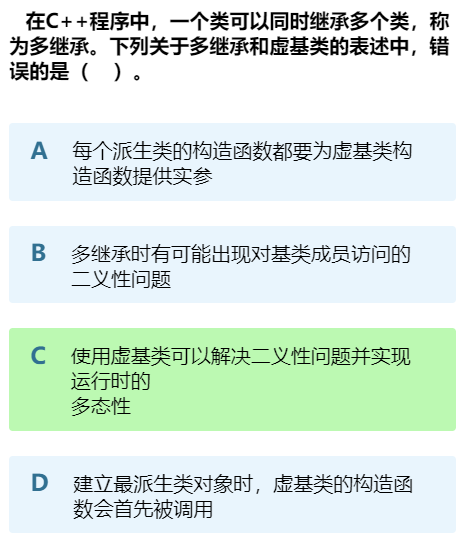 在C++程序中，一个类可以同时继承多个类，称
为多继承。下列关于多继承和虚基类的表述中，错
误的是（　）。
A 每个派生类的构造函数都要为虚基类构
造函数提供实参
B 多继承时有可能出现对基类成员访问的
二义性问题
C 使用虚基类可以解决二义性问题并实现
运行时的
多态性
D 建立最派生类对象时，虚基类的构造函
数会首先被调用